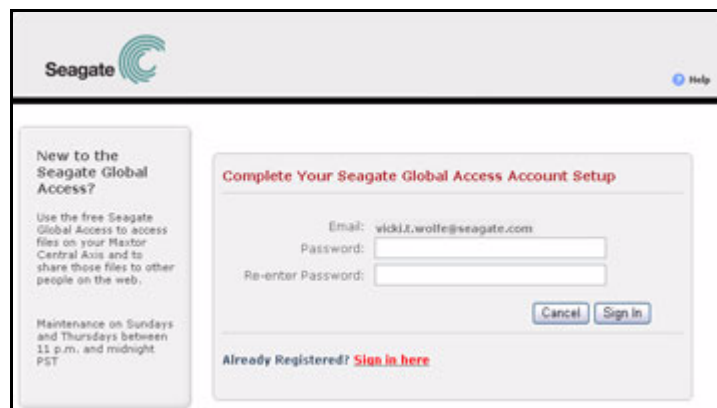 Seagate
Help
New to the
Seagate Global
Access?
Use the free Seagate
Global Access to access
files on your Maxtor
Central Axis and to
share those files to other
people on the web.
Maintenance on Sundays
and Thursdays between
11 p.m. and midnight
PST
Complete Your Seagate Global Access Account Setup
Email: vicki.t.wolfe@seagate.com
Password:
Re-enter Password:
Cancel Sign In
Already Registered? Sign in here